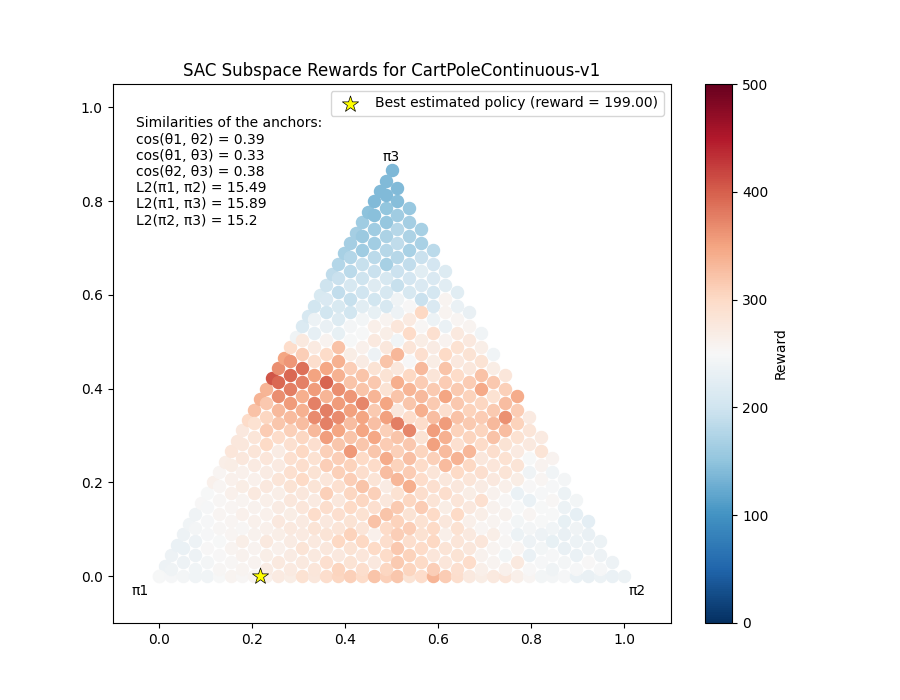 SAC Subspace Rewards for CartPoleContinuous-v1
Best estimated policy (reward = 199.00)
Similarities of the anchors:
cos(θ1, θ2) = 0.39
cos(θ1, θ3) = 0.33
cos(θ2, θ3) = 0.38
L2(π1, π2) = 15.49
L2(π1, π3) = 15.89
L2(π2, π3) = 15.2
π3
π1
π2
1.0
0.8
0.6
0.4
0.2
0.0
0.0
0.2
0.4
0.6
0.8
1.0
500
400
300
200
100
0
Reward